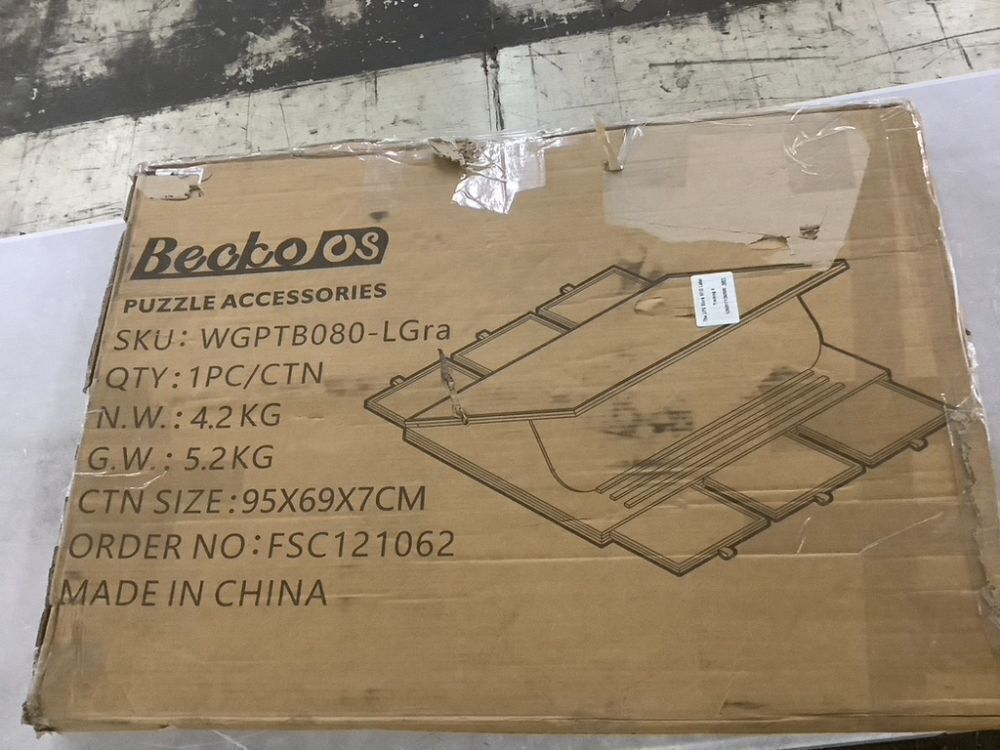 Becko OS
PUZZLE ACCESSORIES
SKU: WGPTB080-LGra
QTY:1PC/CTN
N.W.: 4.2KG
G.W.: 5.2KG
CTN SIZE:95X69X7CM
ORDER NO:FSC121062
MADE IN CHINA